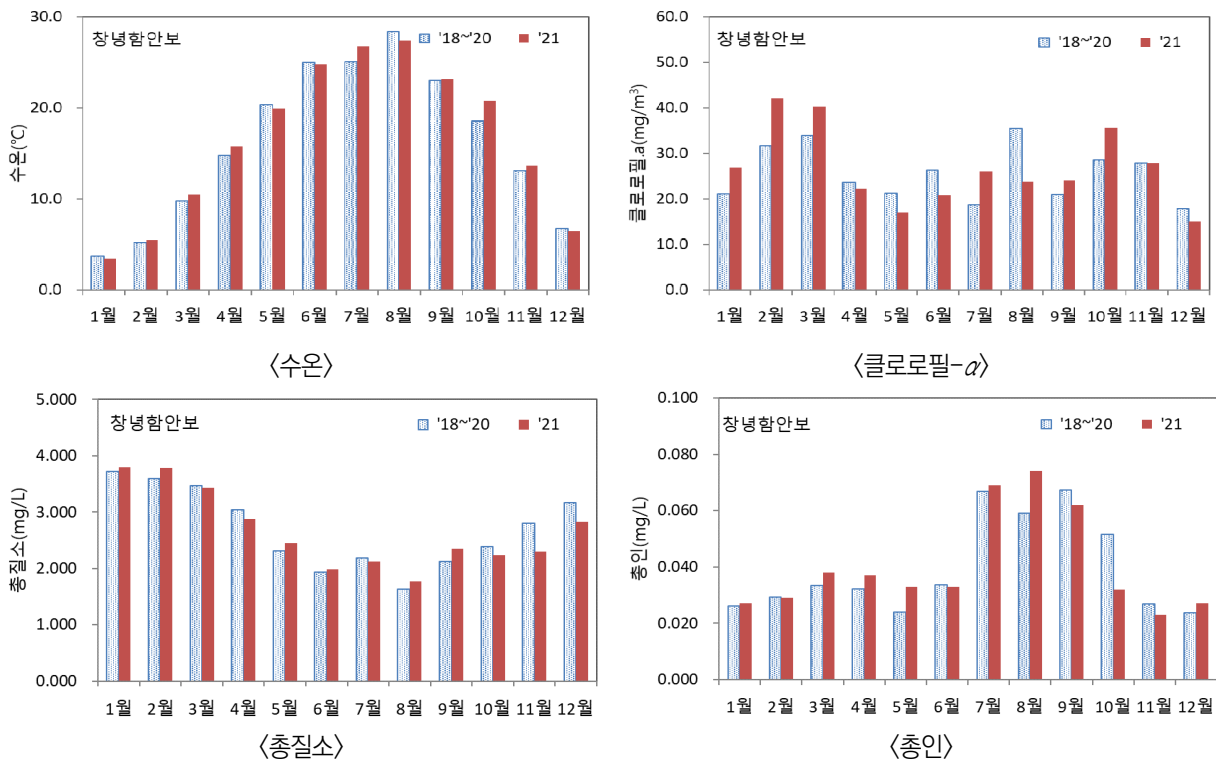 창녕함안보
'18~'20
'21
수온(℃)
30.0
20.0
10.0
0.0
1월 2월 3월 4월 5월 6월 7월 8월 9월 10월 11월 12월
〈수온〉
창녕함안보
'18~'20
'21
클로로필.a(mg/m³)
60.0
50.0
40.0
30.0
20.0
10.0
0.0
1월 2월 3월 4월 5월 6월 7월 8월 9월 10월 11월 12월
〈클로로필-α〉
창녕함안보
'18~'20
'21
총질소(mg/L)
5.000
4.000
3.000
2.000
1.000
0.000
1월 2월 3월 4월 5월 6월 7월 8월 9월 10월 11월 12월
〈총질소〉
창녕함안보
'18~'20
'21
총인(mg/L)
0.100
0.080
0.060
0.040
0.020
0.000
1월 2월 3월 4월 5월 6월 7월 8월 9월 10월 11월 12월
〈총인〉